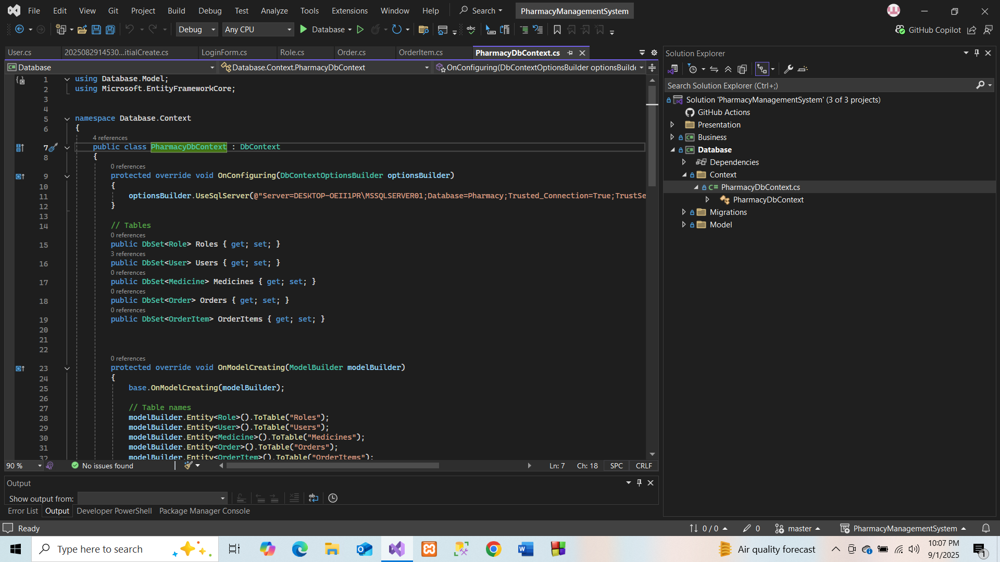 File Edit View Git Project Build Debug Test Analyze Tools Extensions Window Help Search PharmacyManagementSystem
Debug Any CPU Database GitHub Copilot
User.cs 2025082914530...itialCreate.cs LoginForm.cs Role.cs Order.cs OrderItem.cs PharmacyDbContext.cs
Database Database.Context.PharmacyDbContext OnConfiguring(DbContextOptionsBuilder optionsBuilde
1 using Database.Model;
2 using Microsoft.EntityFrameworkCore;
3
4
5 namespace Database.Context
6 {
4 references
7 public class PharmacyDbContext : DbContext
8 {
0 references
9 protected override void OnConfiguring(DbContextOptionsBuilder optionsBuilder)
10 {
11 optionsBuilder.UseSqlServer(@"Server=DESKTOP-OEII1PR\MSSQLSERVER01;Database=Pharmacy;Trusted_Connection=True;TrustSe
12 }
13
14 // Tables
0 references
15 public DbSet<Role> Roles { get; set; }
3 references
16 public DbSet<User> Users { get; set; }
0 references
17 public DbSet<Medicine> Medicines { get; set; }
0 references
18 public DbSet<Order> Orders { get; set; }
0 references
19 public DbSet<OrderItem> OrderItems { get; set; }
20
21
22
0 references
23 protected override void OnModelCreating(ModelBuilder modelBuilder)
24 {
25 base.OnModelCreating(modelBuilder);
26
27 // Table names
28 modelBuilder.Entity<Role>().ToTable("Roles");
29 modelBuilder.Entity<User>().ToTable("Users");
30 modelBuilder.Entity<Medicine>().ToTable("Medicines");
31 modelBuilder.Entity<Order>().ToTable("Orders");
32 modelBuilder.Entity<OrderItem>().ToTable("OrderItems");
90 % No issues found Ln: 7 Ch: 18 SPC CRLF
Output
Show output from:
Error List Output Developer PowerShell Package Manager Console
Solution Explorer
Search Solution Explorer (Ctrl+;)
Solution 'PharmacyManagementSystem' (3 of 3 projects)
GitHub Actions
Presentation
Business
Database
Dependencies
Context
PharmacyDbContext.cs
PharmacyDbContext
Migrations
Model
Ready 0 / 0 0 master PharmacyManagementSystem
Type here to search Air quality forecast 10:07 PM
9/1/2025 1